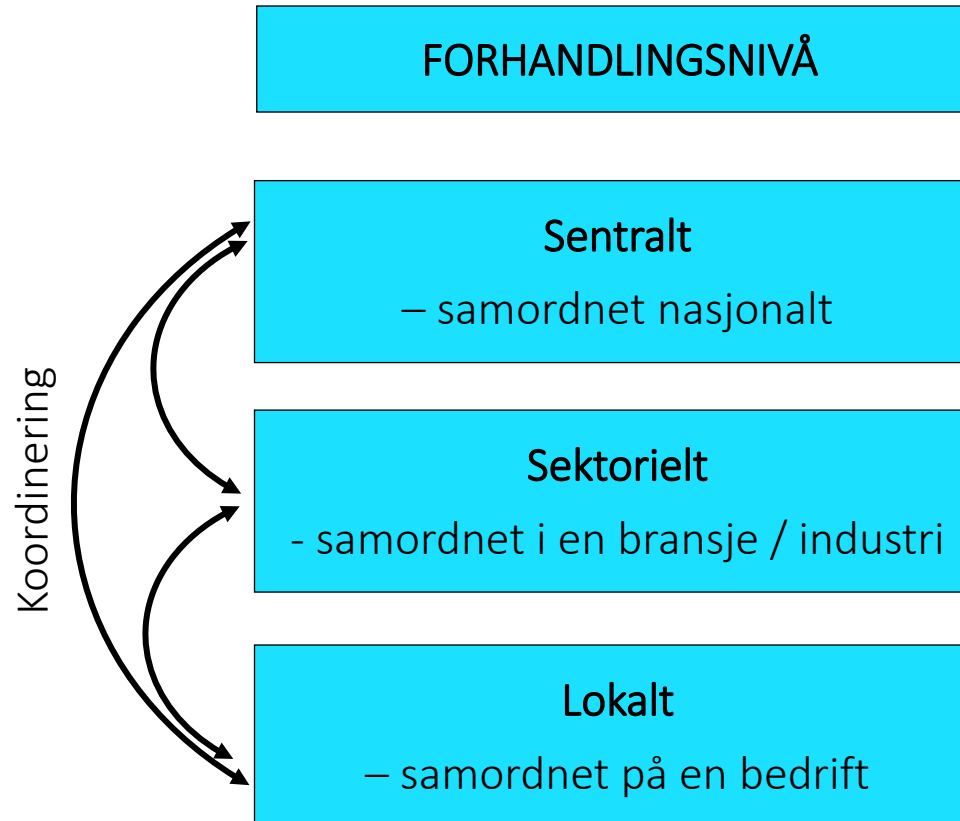 FORHANDLINGSNIVÅ
Sentralt
– samordnet nasjonalt
Koordinering
Sektorielt
- samordnet i en bransje / industri
Lokalt
– samordnet på en bedrift